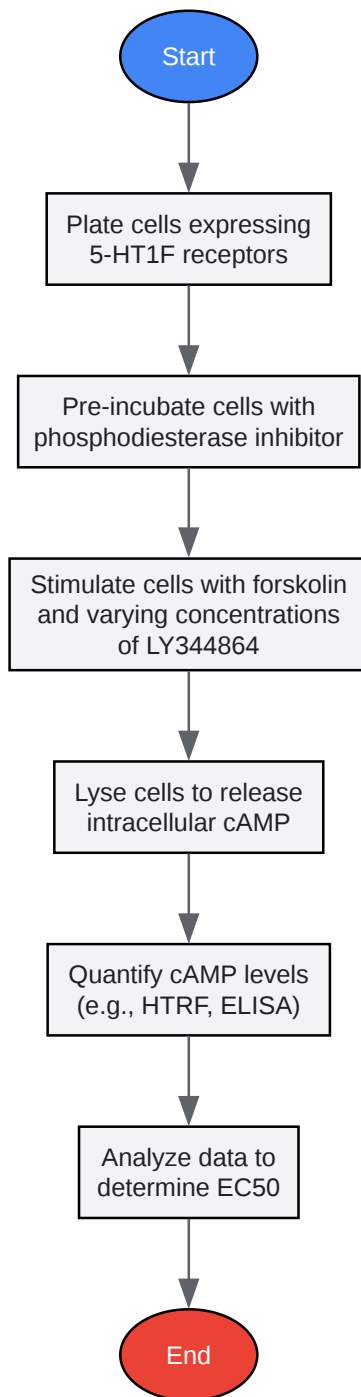 Start
Plate cells expressing
5-HT1F receptors
Pre-incubate cells with
phosphodiesterase inhibitor
Stimulate cells with forskolin
and varying concentrations
of LY344864
Lyse cells to release
intracellular cAMP
Quantify cAMP levels
(e.g., HTRF, ELISA)
Analyze data to
determine EC50
End